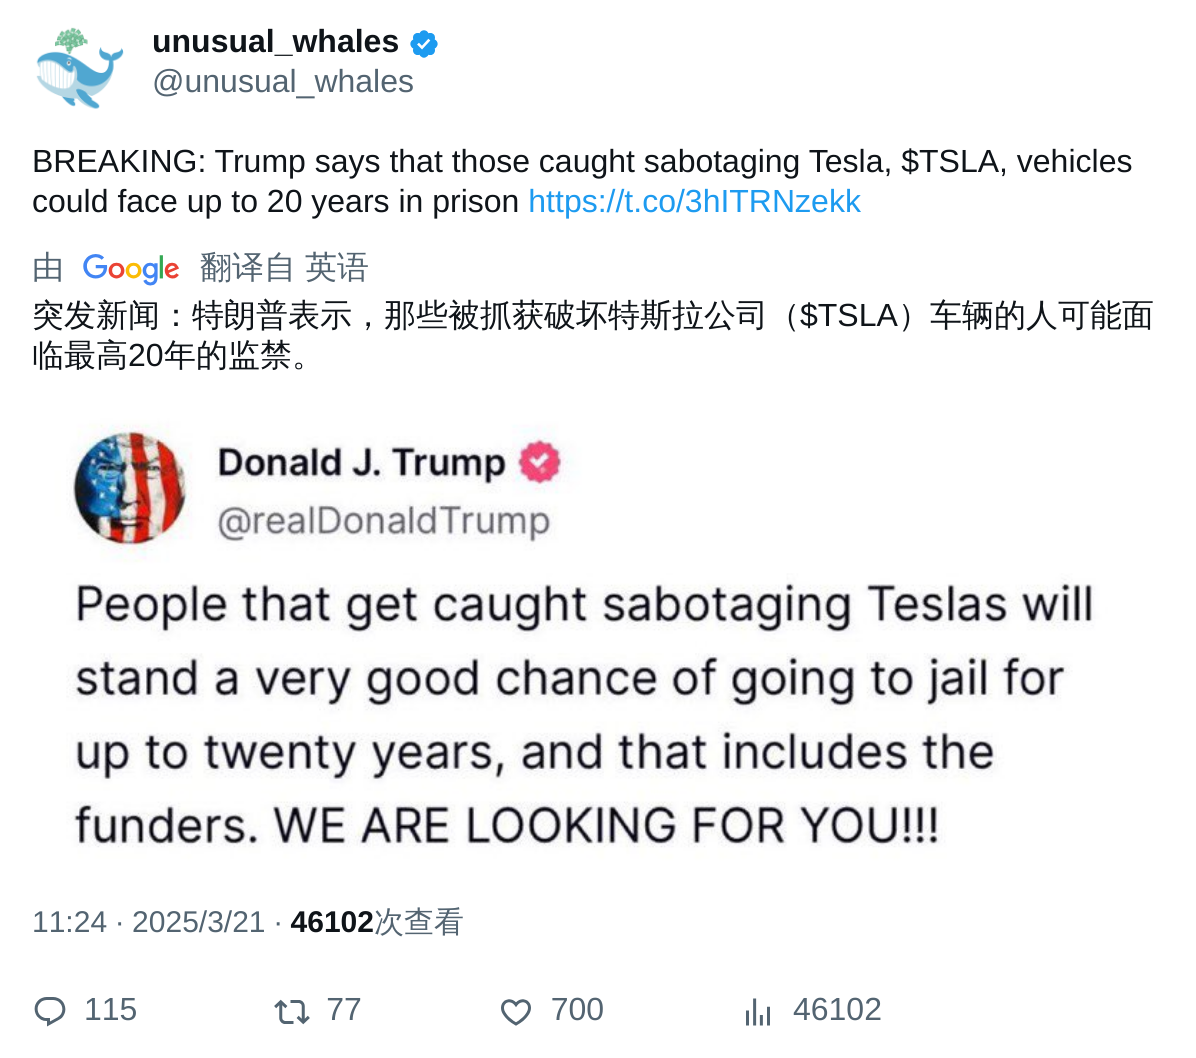 unusual_whales
@unusual_whales
BREAKING: Trump says that those caught sabotaging Tesla, $TSLA, vehicles
could face up to 20 years in prison https://t.co/3hITRNzekk
由 Google 翻译自 英语
突发新闻：特朗普表示，那些被抓获破坏特斯拉公司（$TSLA）车辆的人可能面
临最高20年的监禁。
Donald J. Trump
@realDonaldTrump
People that get caught sabotaging Teslas will
stand a very good chance of going to jail for
up to twenty years, and that includes the
funders. WE ARE LOOKING FOR YOU!!!
11:24 · 2025/3/21 · 46102次查看
115 77 700 46102